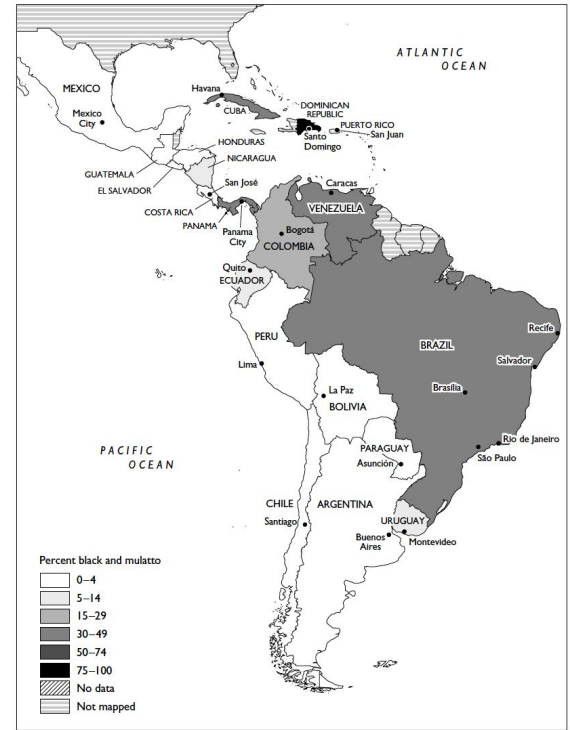 ATLANTIC
OCEAN
MEXICO
Mexico
City
Havana
CUBA
DOMINICAN
REPUBLIC
PUERTO RICO
San Juan
Santo
Domingo
HONDURAS
NICARAGUA
GUATEMALA
EL SALVADOR
San José
COSTA RICA
PANAMA
Panama
City
Caracas
VENEZUELA
Bogotá
COLOMBIA
Quito
ECUADOR
PERU
Lima
BRAZIL
Recife
Salvador
Brasília
La Paz
BOLIVIA
PARAGUAY
Asunción
Rio de Janeiro
São Paulo
PACIFIC
OCEAN
CHILE
Santiago
ARGENTINA
URUGUAY
Buenos
Aires
Montevideo
Percent black and mulatto
0–4
5–14
15–29
30–49
50–74
75–100
No data
Not mapped